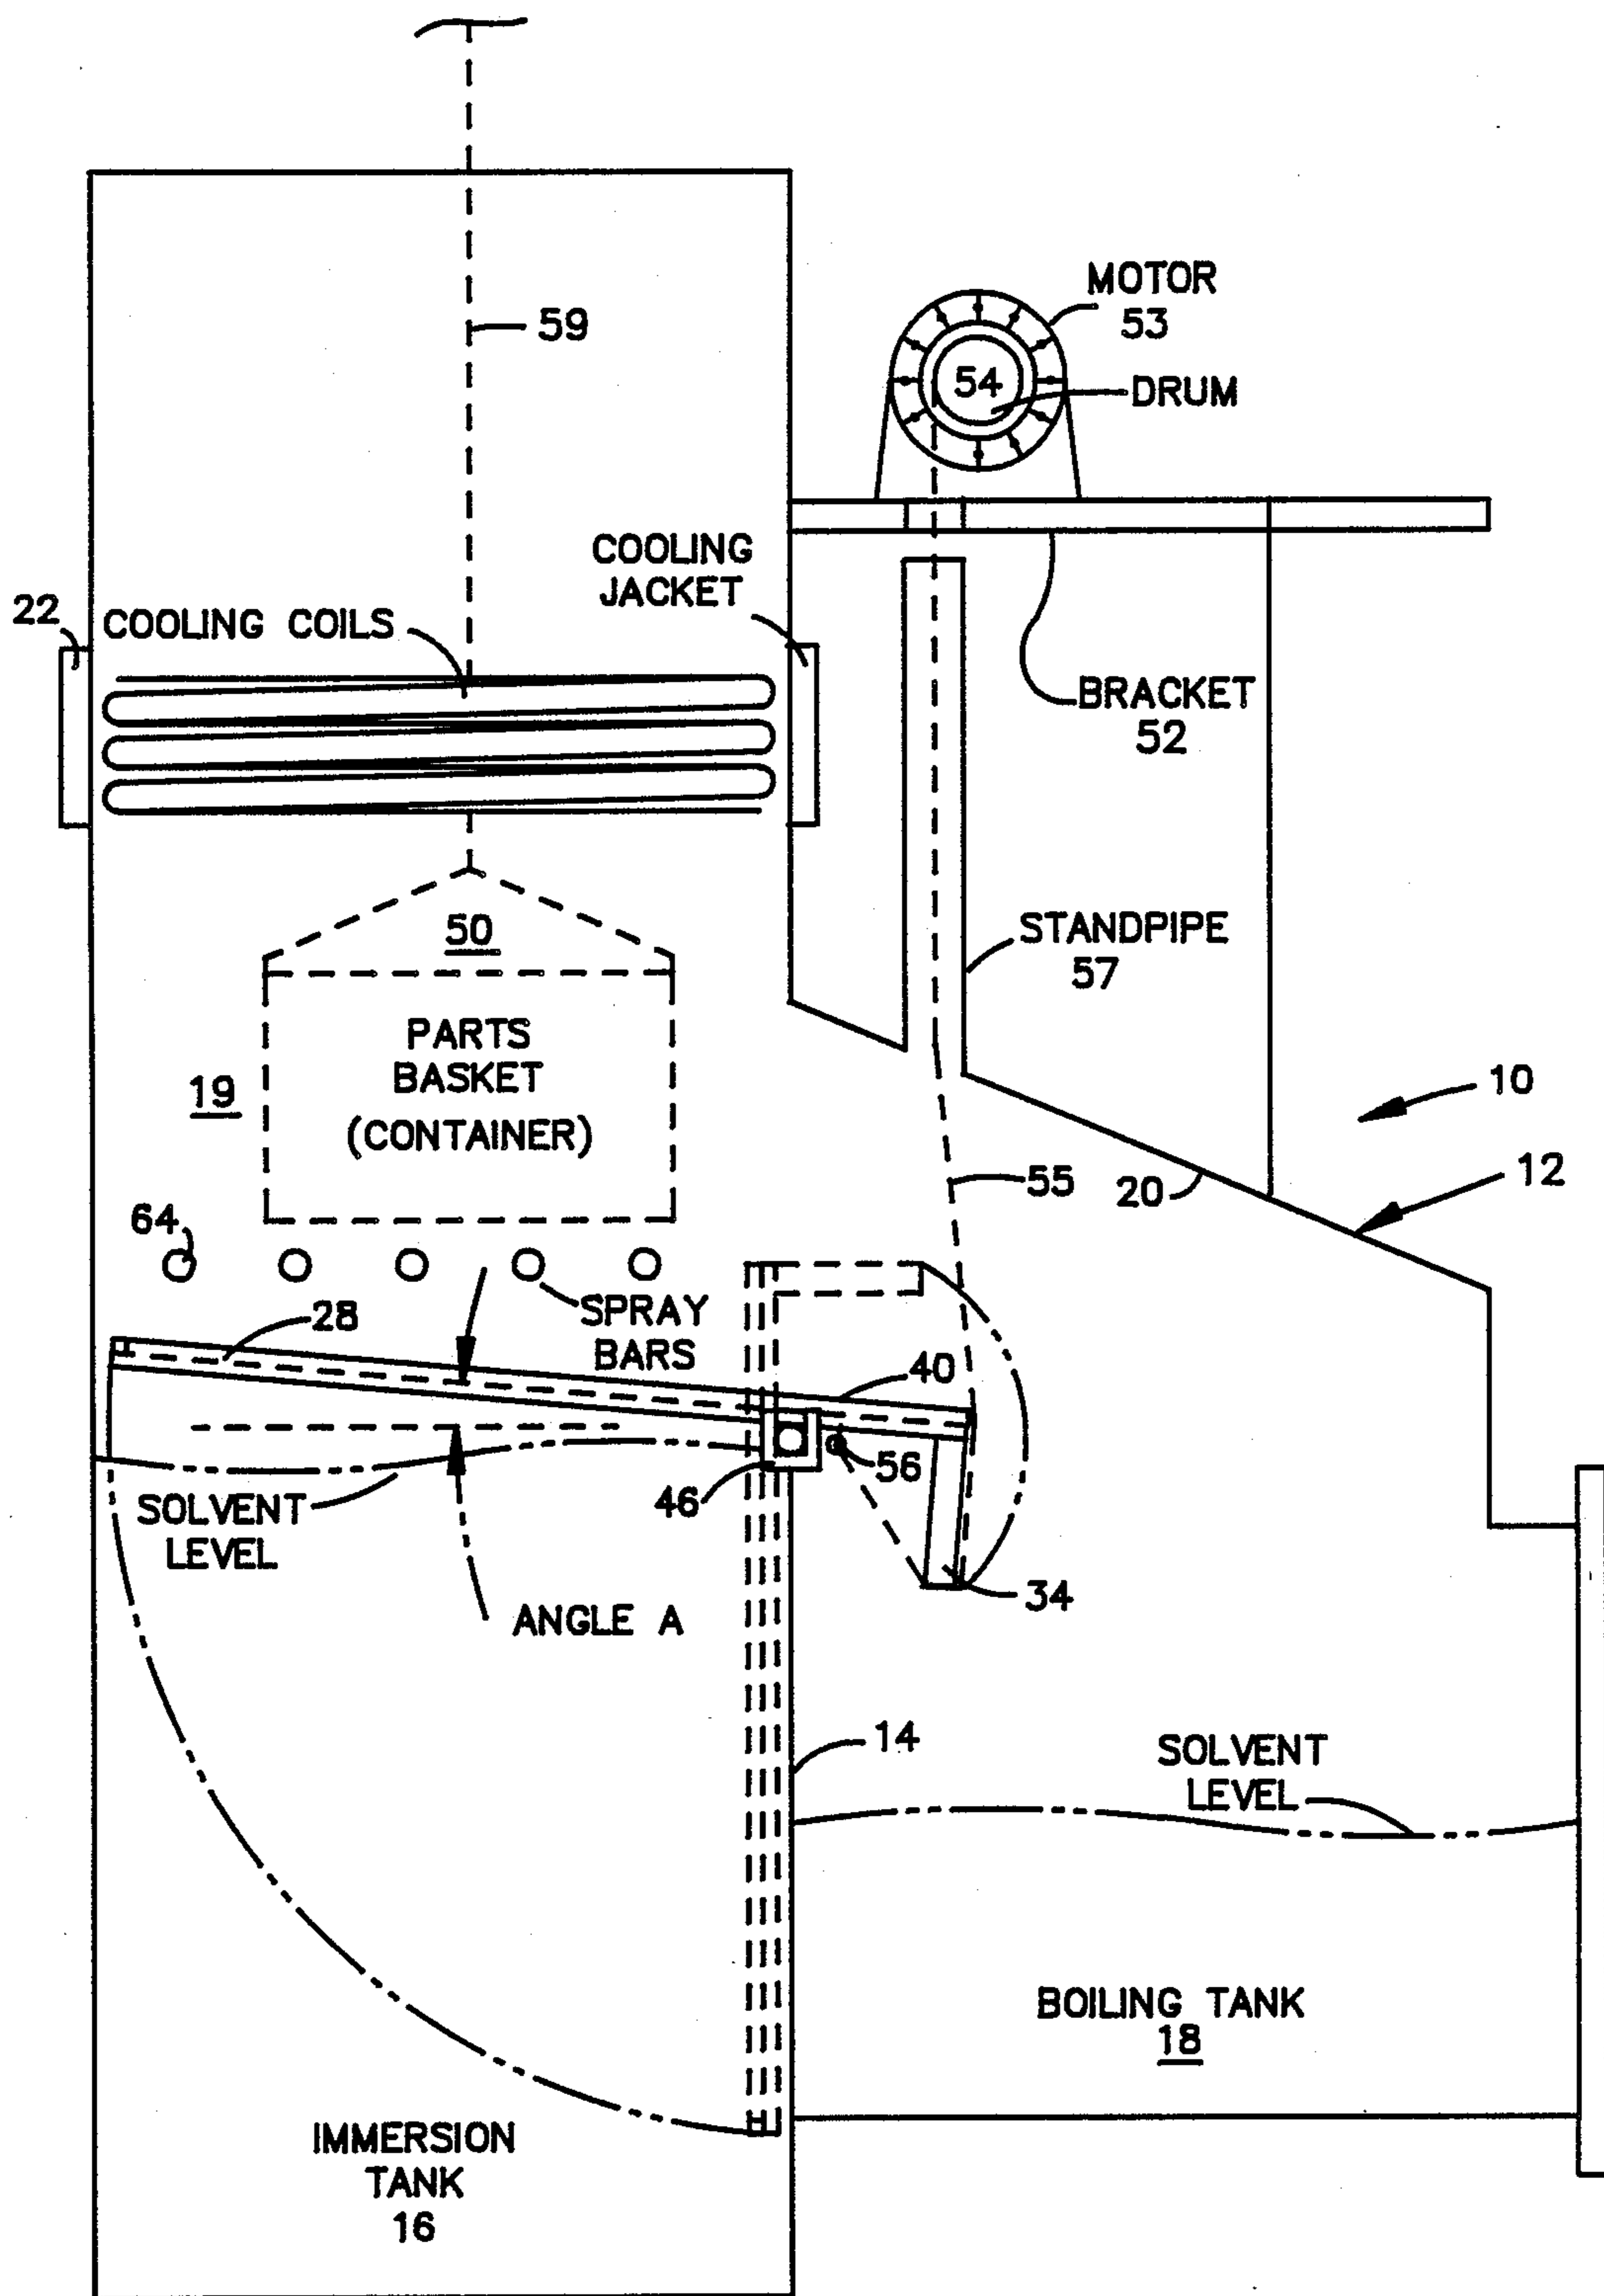 MOTOR
53
59
54
DRUM
COOLING
JACKET
22
COOLING COILS
BRACKET
52
50
STANDPIPE
57
PARTS
BASKET
(CONTAINER)
19
10
12
55
20
64
SPRAY
BARS
28
40
56
46
SOLVENT
LEVEL
34
ANGLE A
14
SOLVENT
LEVEL
BOILING TANK
18
IMMERSION
TANK
16